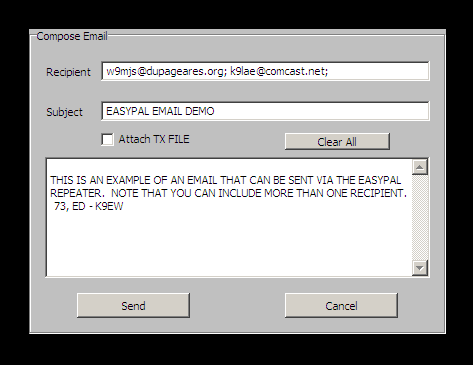 Compose Email
Recipient w9mjs@dupageares.org; k9lae@comcast.net;
Subject EASYPAL EMAIL DEMO
Attach TX FILE Clear All
THIS IS AN EXAMPLE OF AN EMAIL THAT CAN BE SENT VIA THE EASYPAL
REPEATER. NOTE THAT YOU CAN INCLUDE MORE THAN ONE RECIPIENT.
73, ED - K9EW
Send Cancel